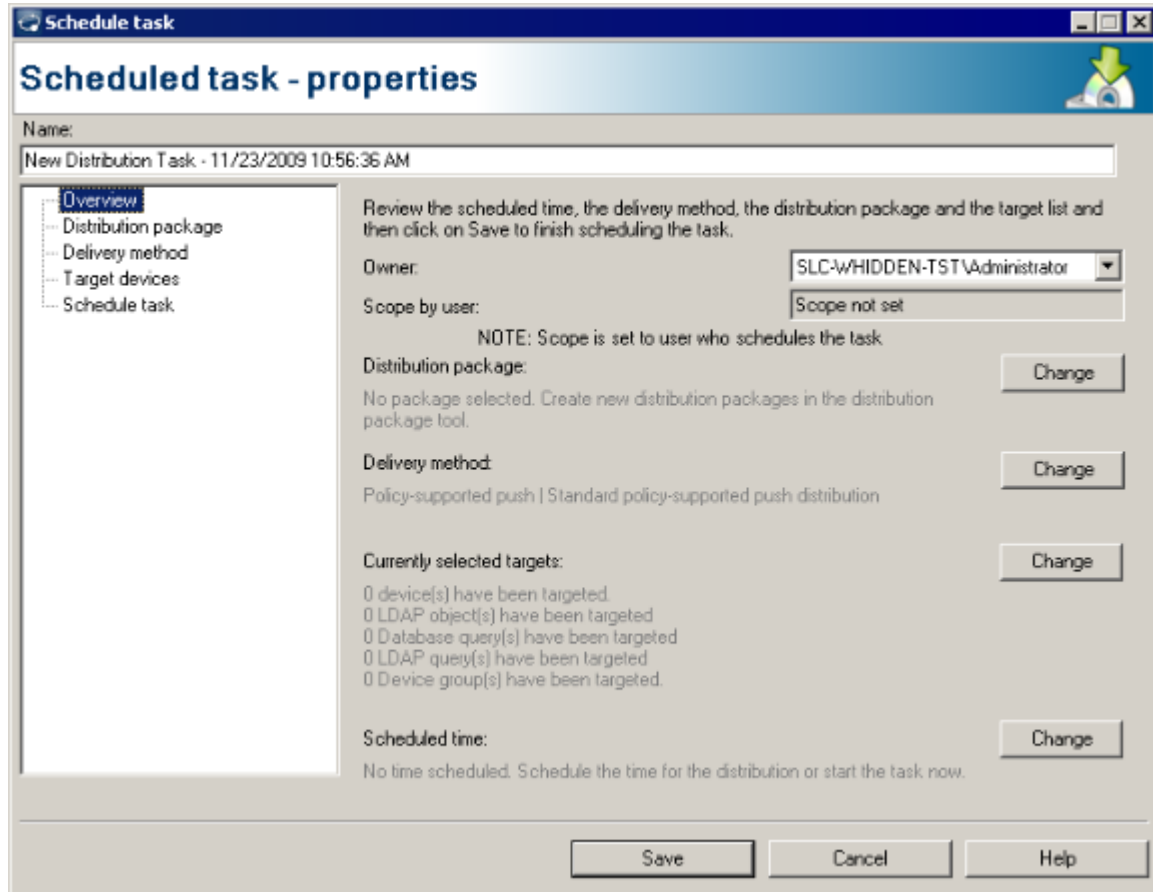 Schedule task
Scheduled task - properties
Name:
New Distribution Task - 11/23/2009 10:56:36 AM
Overview
Distribution package
Delivery method
Target devices
Schedule task
Review the scheduled time, the delivery method, the distribution package and the target list and
then click on Save to finish scheduling the task.
Owner:
SLC-WHIDDEN-TST\Administrator
Scope by user:
Scope not set
NOTE: Scope is set to user who schedules the task
Distribution package:
Change
No package selected. Create new distribution packages in the distribution
package tool.
Delivery method:
Change
Policy-supported push | Standard policy-supported push distribution
Currently selected targets:
Change
0 device(s) have been targeted.
0 LDAP object(s) have been targeted
0 Database query(s) have been targeted
0 LDAP query(s) have been targeted
0 Device group(s) have been targeted.
Scheduled time:
Change
No time scheduled. Schedule the time for the distribution or start the task now.
Save
Cancel
Help